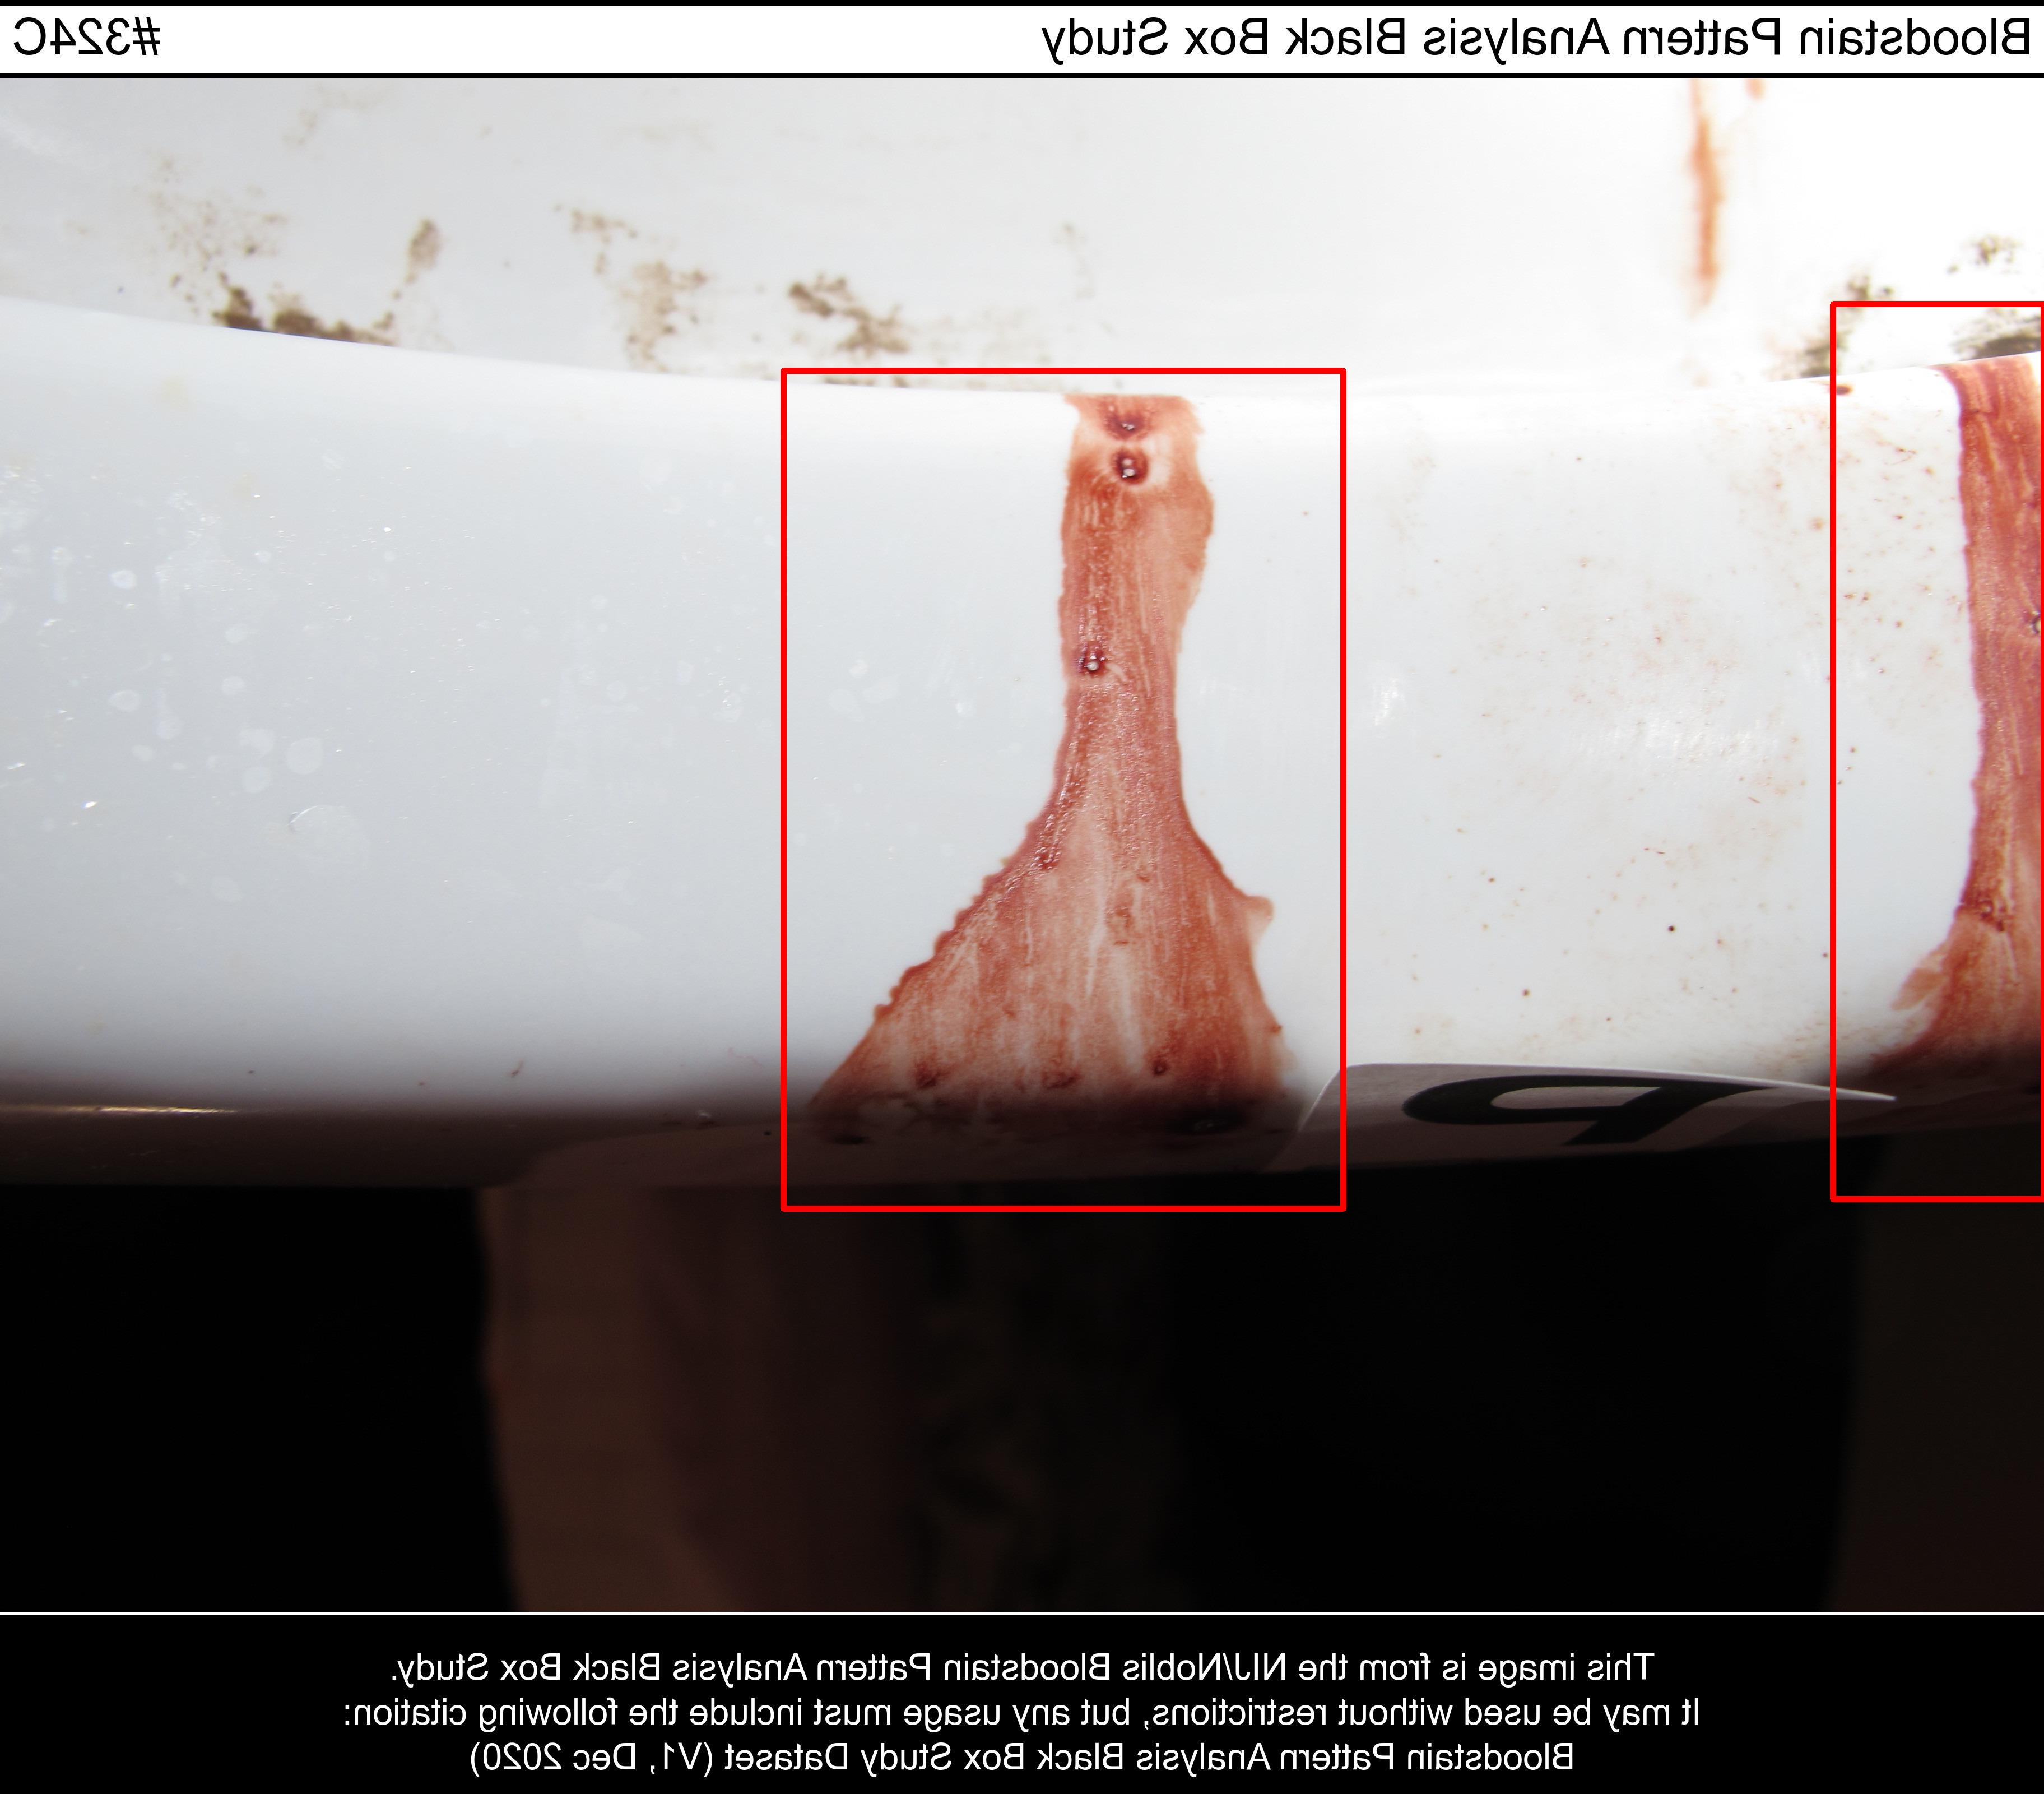 Bloodstain Pattern Analysis Black Box Study #324C
This image is from the NIJ/Noblis Bloodstain Pattern Analysis Black Box Study.
It may be used without restrictions, but any usage must include the following citation:
Bloodstain Pattern Analysis Black Box Study Dataset (V1, Dec 2020)